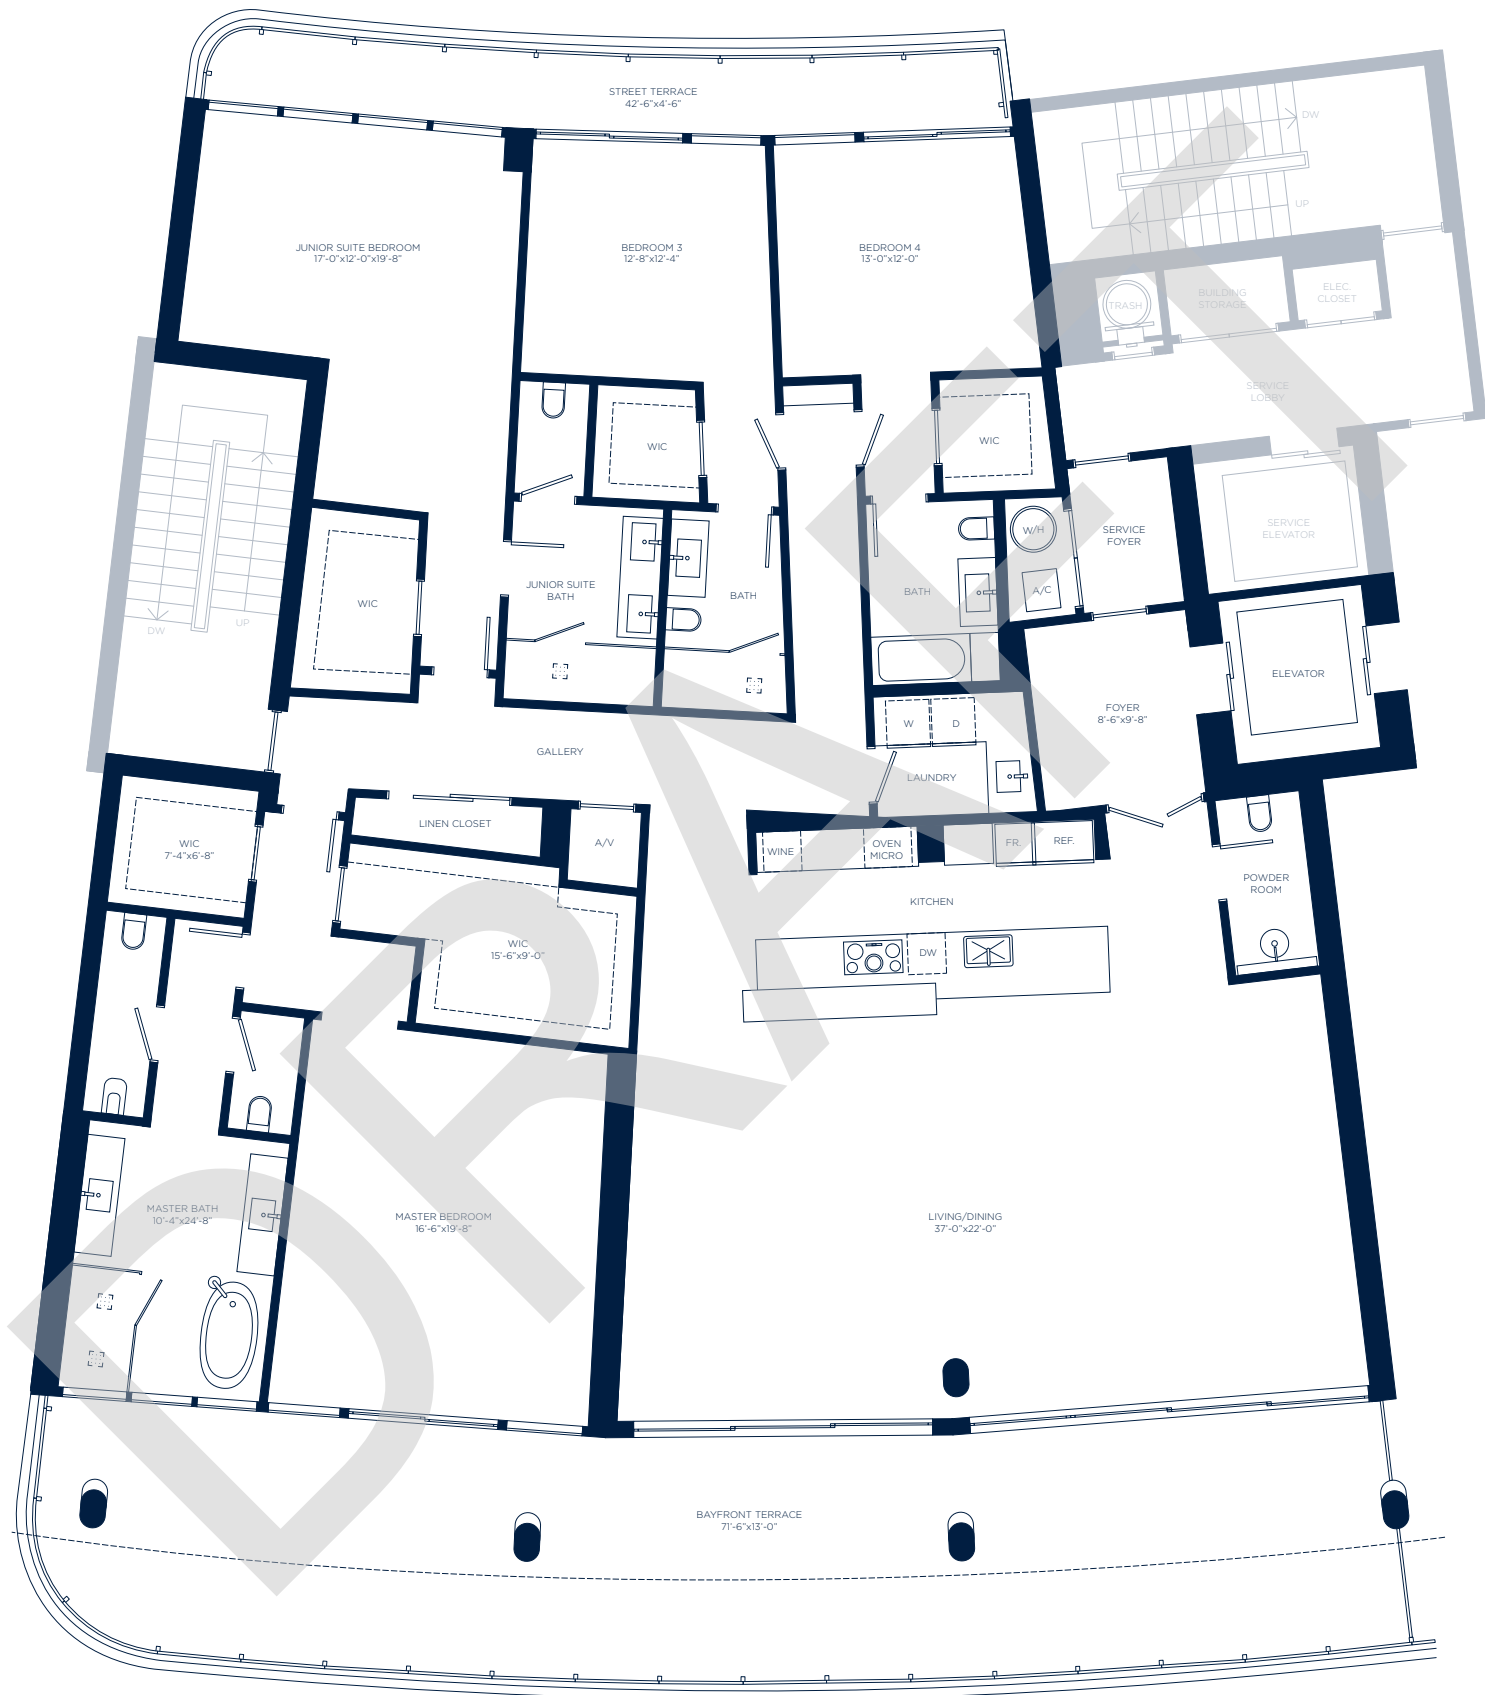 STREET TERRACE
42'-6"x4'-6"
DW
UP
JUNIOR SUITE BEDROOM
17'-0"x12'-0"x19'-8"
BEDROOM 3
12'-8"x12'-4"
BEDROOM 4
13'-0"x12'-0"
TRASH
BUILDING
STORAGE
ELEC.
CLOSET
SERVICE
LOBBY
WIC
WIC
SERVICE
ELEVATOR
W/H
SERVICE
FOYER
JUNIOR SUITE
BATH
BATH
BATH
A/C
WIC
DW
UP
ELEVATOR
FOYER
8'-6"x9'-8"
W
D
GALLERY
LAUNDRY
LINEN CLOSET
A/V
WIC
7'-4"x6'-8"
WINE
OVEN
MICRO
FR.
REF.
POWDER
ROOM
KITCHEN
WIC
15'-6"x9'-0"
DW
MASTER BATH
10'-4"x24'-8"
MASTER BEDROOM
16'-6"x19'-8"
LIVING/DINING
37'-0"x22'-0"
BAYFRONT TERRACE
71'-6"x13'-0"
DRAFT